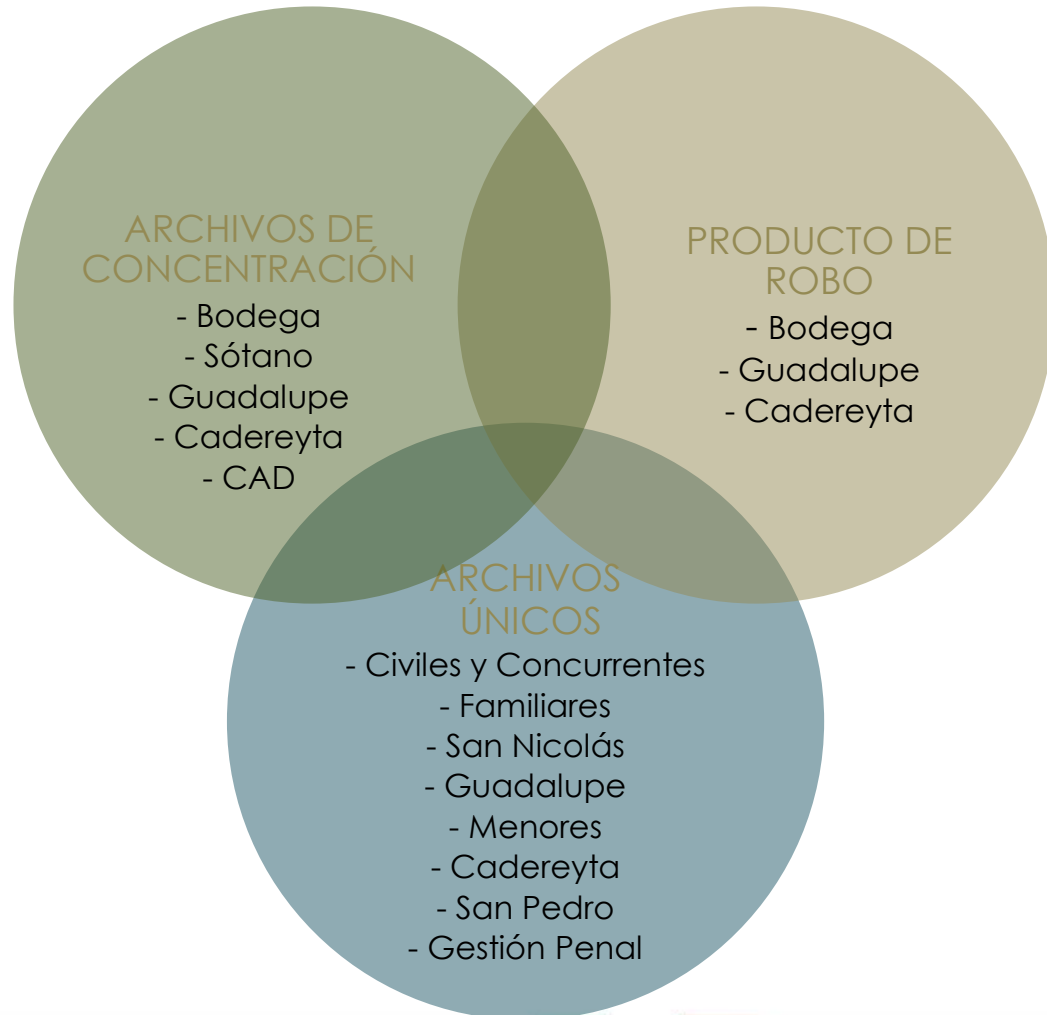 ARCHIVOS DE
CONCENTRACIÓN
- Bodega
- Sótano
- Guadalupe
- Cadereyta
- CAD
PRODUCTO DE
ROBO
- Bodega
- Guadalupe
- Cadereyta
ARCHIVOS
ÚNICOS
- Civiles y Concurrentes
- Familiares
- San Nicolás
- Guadalupe
- Menores
- Cadereyta
- San Pedro
- Gestión Penal